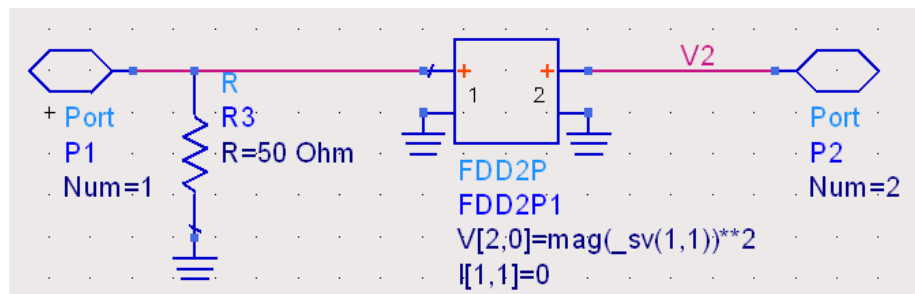 V2
R
1
2
+ Port
R3
Port
P1
R=50 Ohm
P2
FDD2P
Num=1
Num=2
FDD2P1
V[2,0]=mag(_sv(1,1))**2
I[1,1]=0